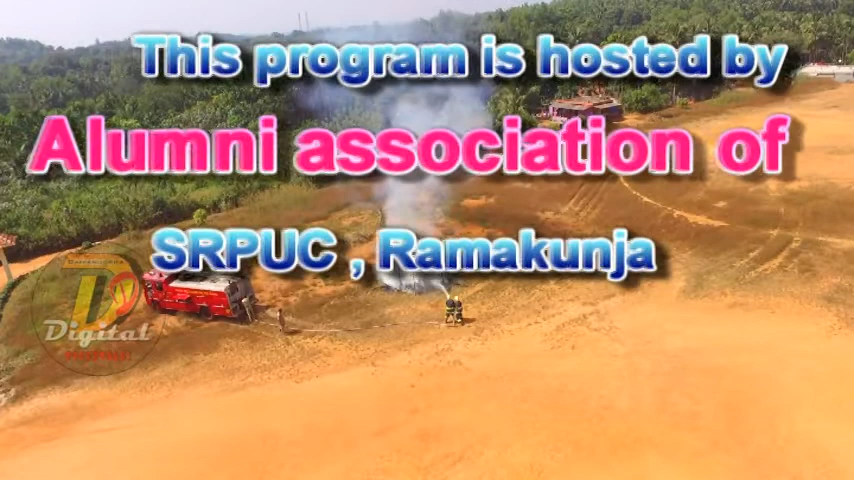 This program is hosted by
Alumni association of
SRPUC , Ramakunja
D
Digital